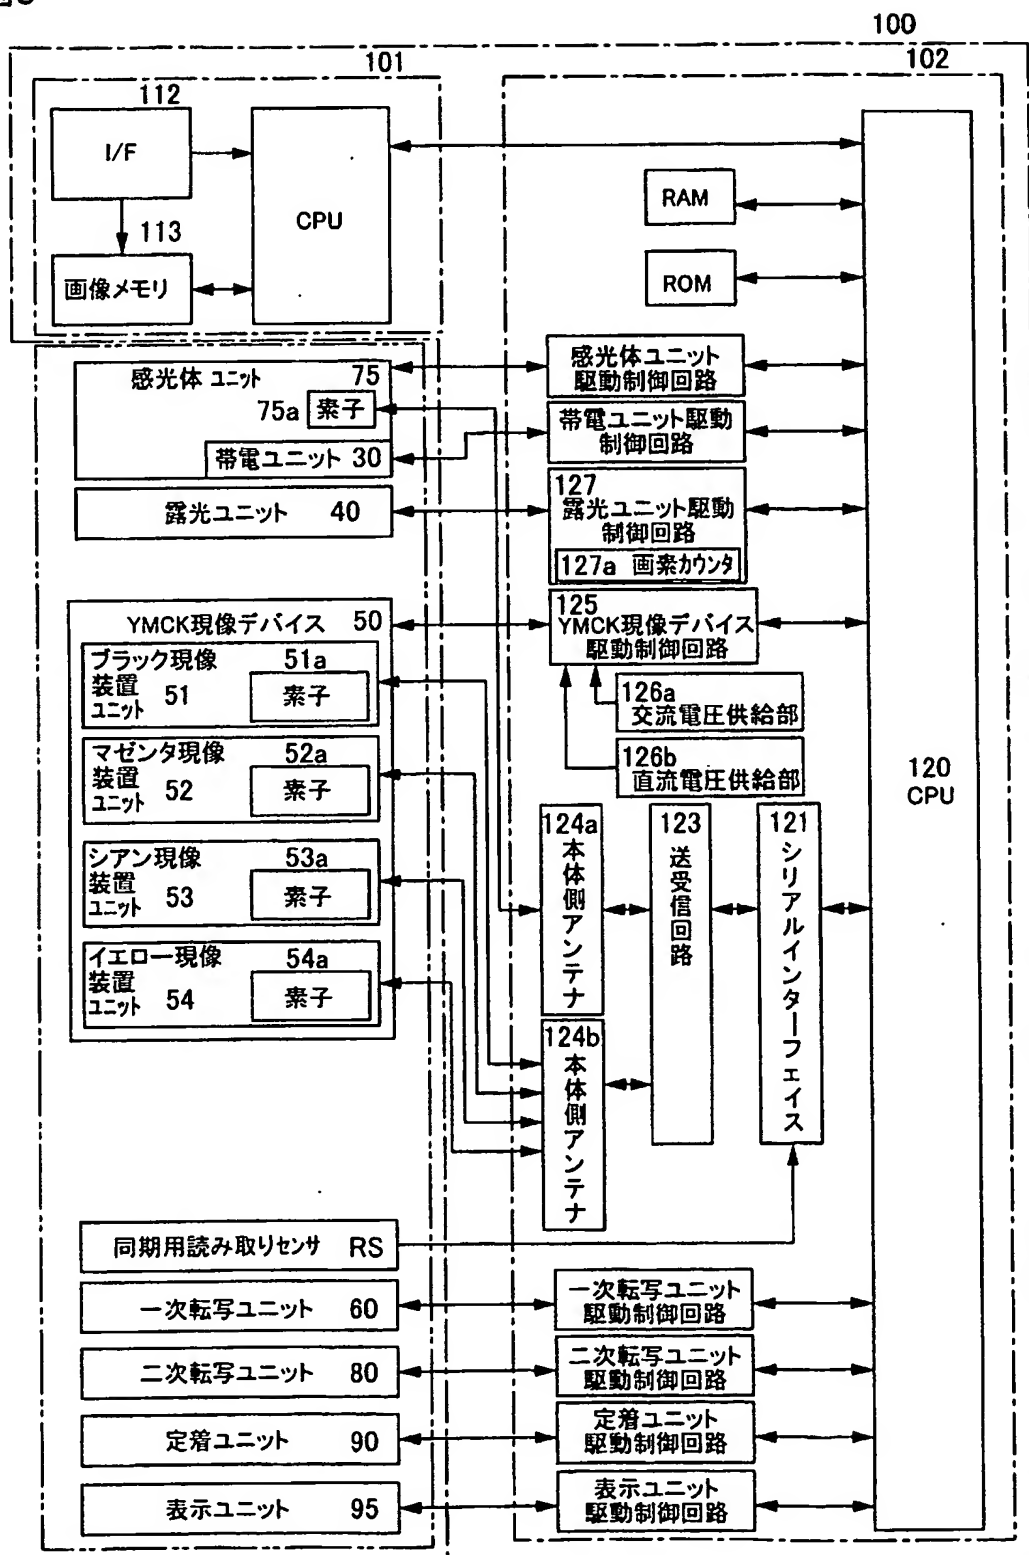 100
101
102
112
I/F
CPU
113
画像メモリ
RAM
ROM
感光体 ユニット 75
75a 素子
帯電ユニット 30
露光ユニット 40
感光体ユニット
駆動制御回路
帯電ユニット駆動
制御回路
127
露光ユニット駆動
制御回路
127a 画素カウンタ
YMCK現像デバイス 50
ブラック現像
装置
ユニット 51
51a
素子
マゼンタ現像
装置
ユニット 52
52a
素子
シアン現像
装置
ユニット 53
53a
素子
イエロー現像
装置
ユニット 54
54a
素子
125
YMCK現像デバイス
駆動制御回路
126a
交流電圧供給部
126b
直流電圧供給部
124a
本体側アンテナ
123
送受信回路
121
シリアルインターフェイス
120
CPU
124b
本体側アンテナ
同期用読み取りセンサ RS
一次転写ユニット 60
一次転写ユニット
駆動制御回路
二次転写ユニット 80
二次転写ユニット
駆動制御回路
定着ユニット 90
定着ユニット
駆動制御回路
表示ユニット 95
表示ユニット
駆動制御回路